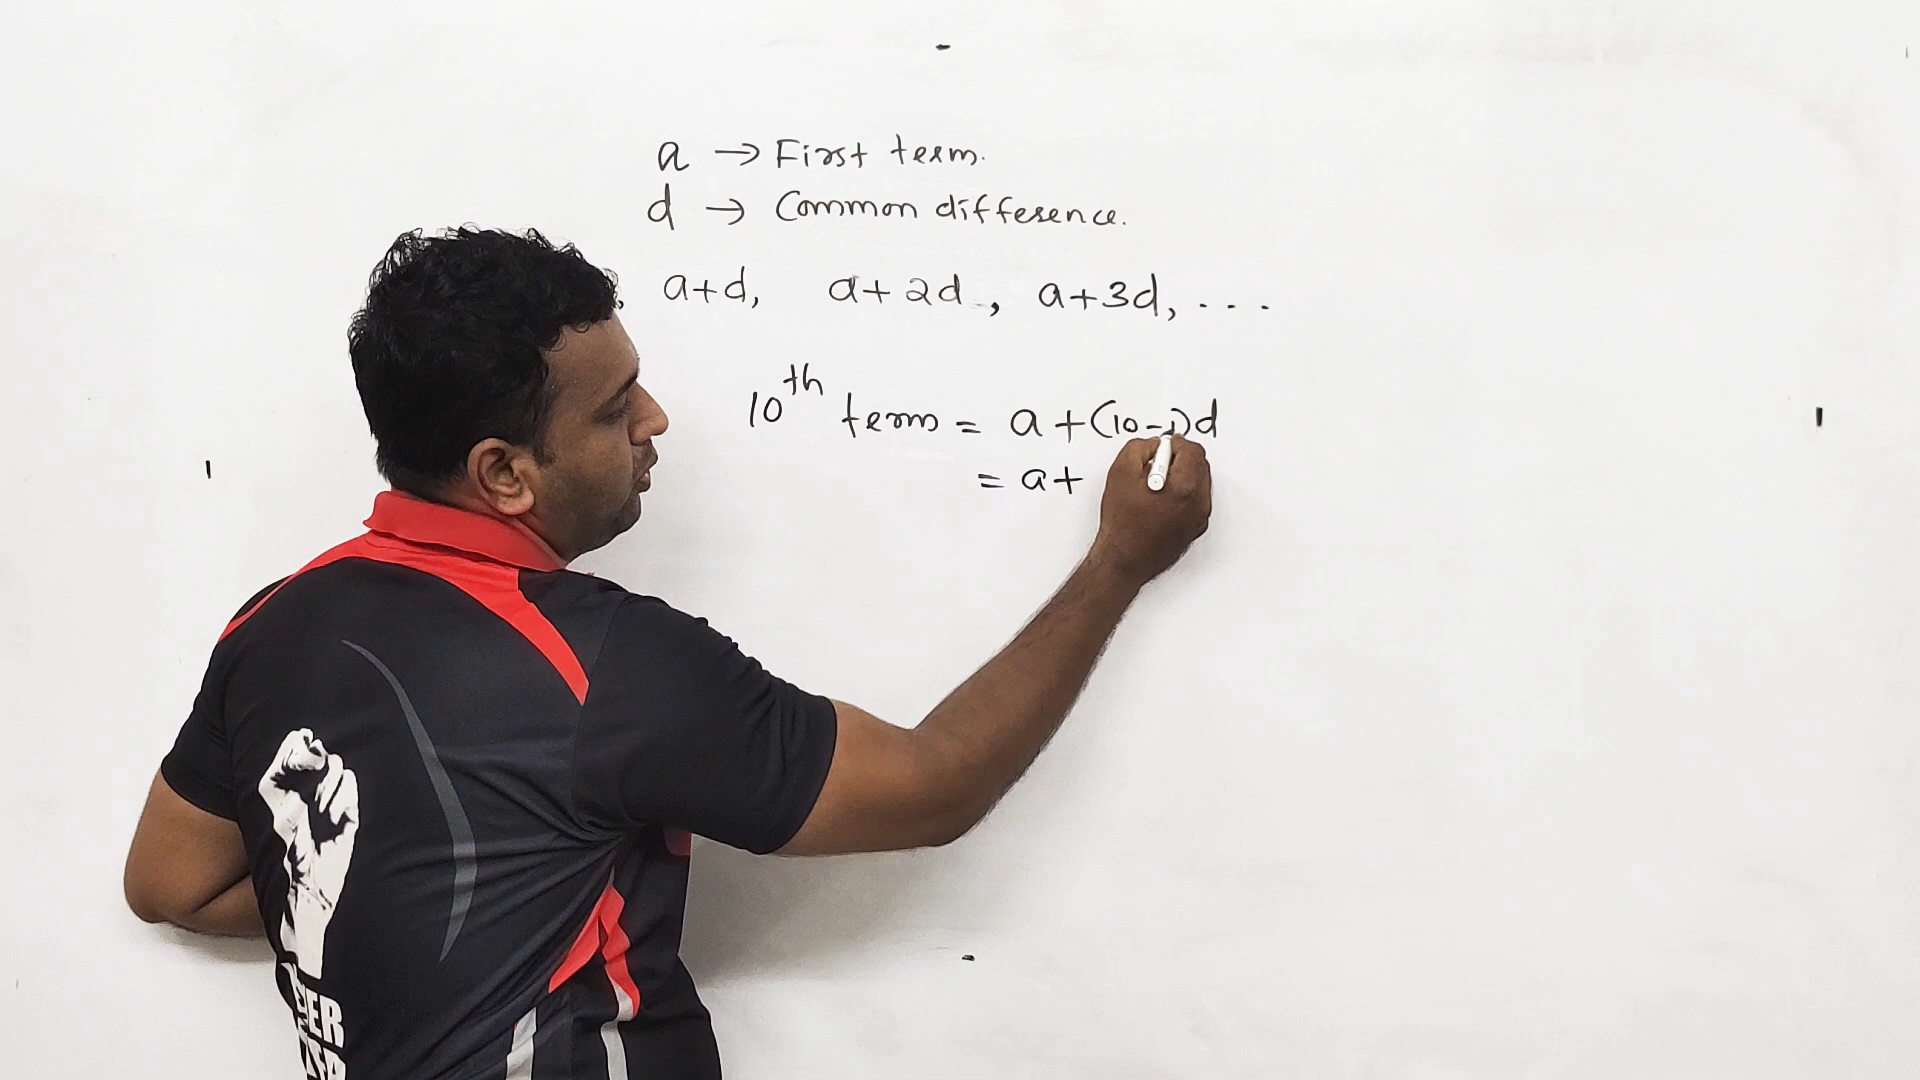 a → First term.
d → Common difference.
, a+d, a+2d, a+3d, ...
10th term = a+(10-1)d
= a+